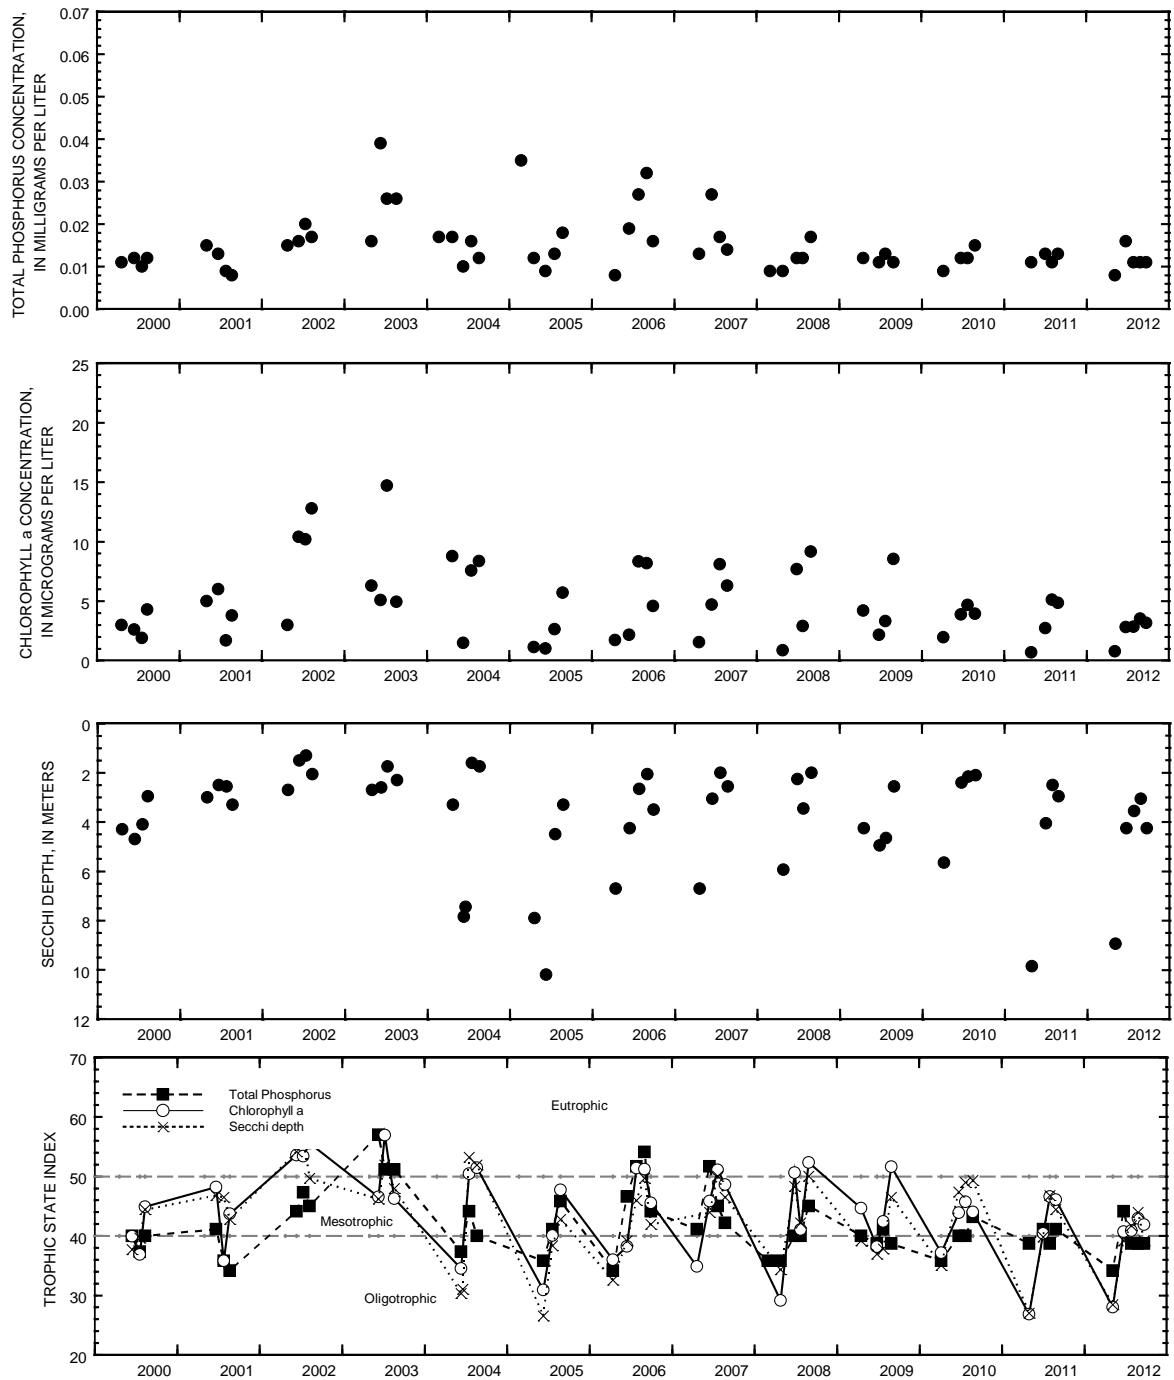 TOTAL PHOSPHORUS CONCENTRATION,
IN MILLIGRAMS PER LITER
0.07
0.06
0.05
0.04
0.03
0.02
0.01
0.00
2000 2001 2002 2003 2004 2005 2006 2007 2008 2009 2010 2011 2012
CHLOROPHYLL a CONCENTRATION,
IN MICROGRAMS PER LITER
25
20
15
10
5
0
2000 2001 2002 2003 2004 2005 2006 2007 2008 2009 2010 2011 2012
SECCHI DEPTH, IN METERS
0
2
4
6
8
10
12
2000 2001 2002 2003 2004 2005 2006 2007 2008 2009 2010 2011 2012
TROPHIC STATE INDEX
70
60
50
40
30
20
Total Phosphorus
Chlorophyll a
Secchi depth
Eutrophic
Mesotrophic
Oligotrophic
2000 2001 2002 2003 2004 2005 2006 2007 2008 2009 2010 2011 2012